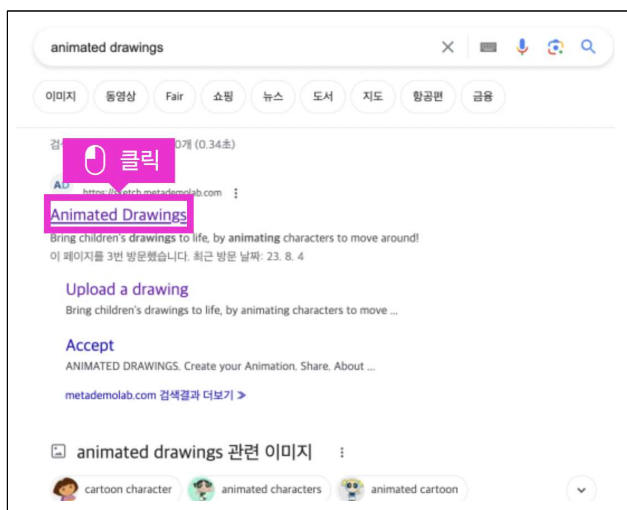 animated drawings
이미지 동영상 Fair 쇼핑 뉴스 도서 지도 항공편 금융
0개 (0.34초)
클릭
AD
metademolab.com
Animated Drawings
Bring children's drawings to life, by animating characters to move around!
이 페이지를 3번 방문했습니다. 최근 방문 날짜: 23. 8. 4
Upload a drawing
Bring children's drawings to life, by animating characters to move ...
Accept
ANIMATED DRAWINGS. Create your Animation. Share. About ...
metademolab.com 검색결과 더보기 ≫
animated drawings 관련 이미지
cartoon character animated characters animated cartoon